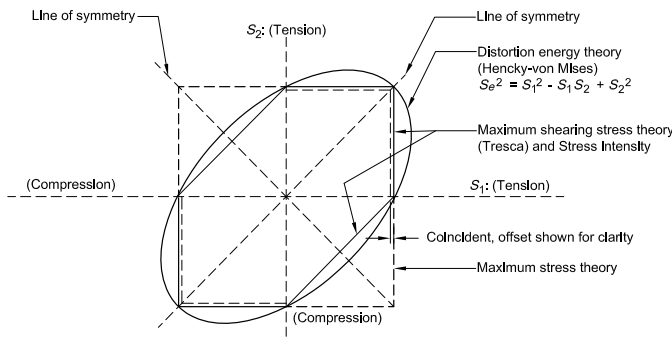 Line of symmetry
S₂: (Tension)
Line of symmetry
Distortion energy theory
(Hencky-von Mises)
Se² = S₁² - S₁S₂ + S₂²
Maximum shearing stress theory
(Tresca) and Stress Intensity
(Compression)
S₁: (Tension)
Coincident, offset shown for clarity
Maximum stress theory
(Compression)